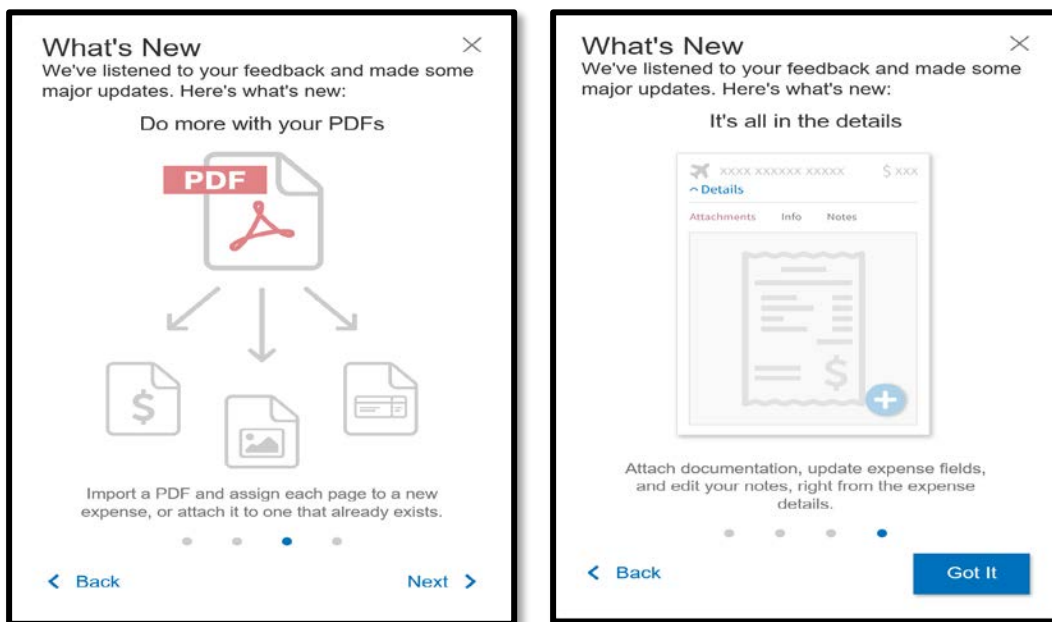 What's New
We've listened to your feedback and made some
major updates. Here's what's new:
Do more with your PDFs
PDF
$
Import a PDF and assign each page to a new
expense, or attach it to one that already exists.
Back
Next
What's New
We've listened to your feedback and made some
major updates. Here's what's new:
It's all in the details
xxxx xxxxxx xxxxx $ xxx
Details
Attachments Info Notes
$
Attach documentation, update expense fields,
and edit your notes, right from the expense
details.
Back
Got It